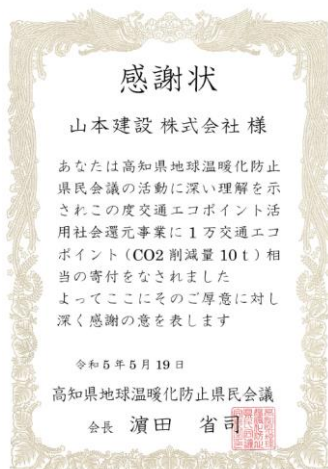 感謝状
山本建設 株式会社 様
あなたは高知県地球温暖化防止
県民会議の活動に深い理解を示
されこの度交通エコポイント活
用社会還元事業に1万交通エコ
ポイント(CO2削減量10t)相
当の寄付をなされました
よってここにそのご厚意に対し
深く感謝の意を表します
令和5年5月19日
高知県地球温暖化防止県民会議
会長 濵田 省司